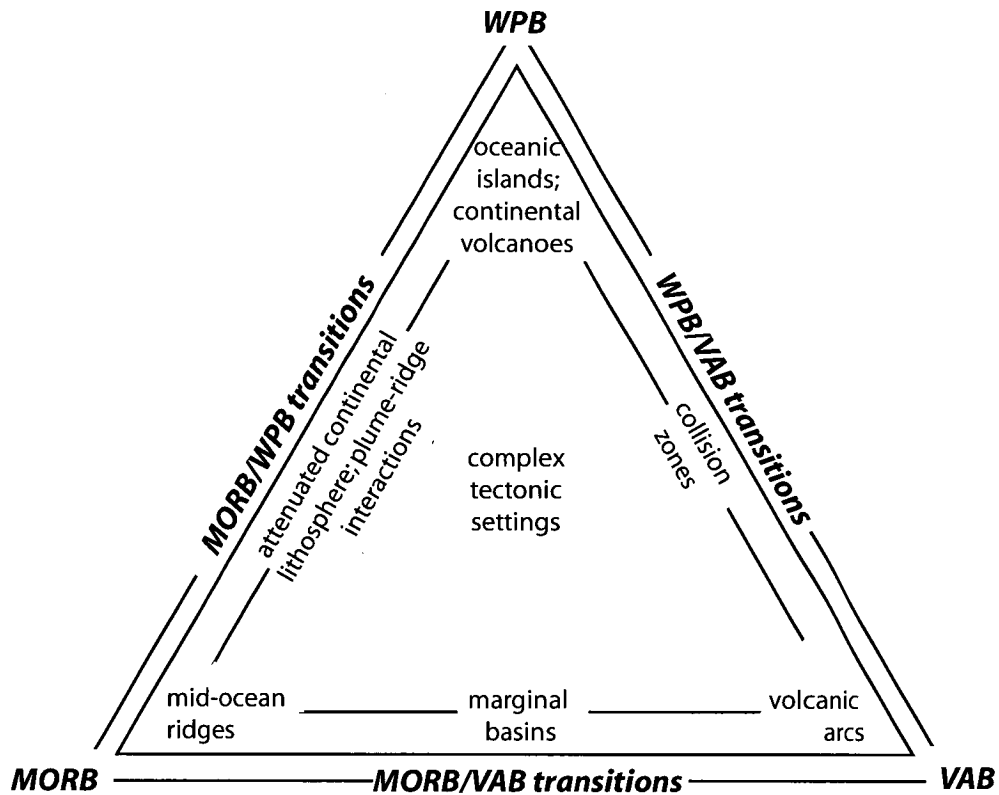 WPB
oceanic
islands;
continental
volcanoes
MORB/WPB transitions
WPB/VAB transitions
attenuated continental
lithosphere; plume-ridge
interactions
collision
zones
complex
tectonic
settings
mid-ocean
ridges
marginal
basins
volcanic
arcs
MORB
MORB/VAB transitions
VAB